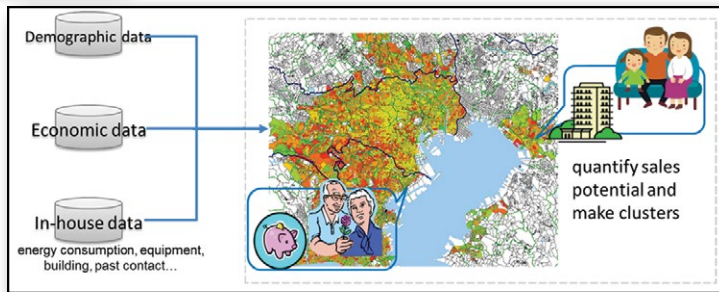 Demographic data
Economic data
In-house data
energy consumption, equipment,
building, past contact...
quantify sales
potential and
make clusters